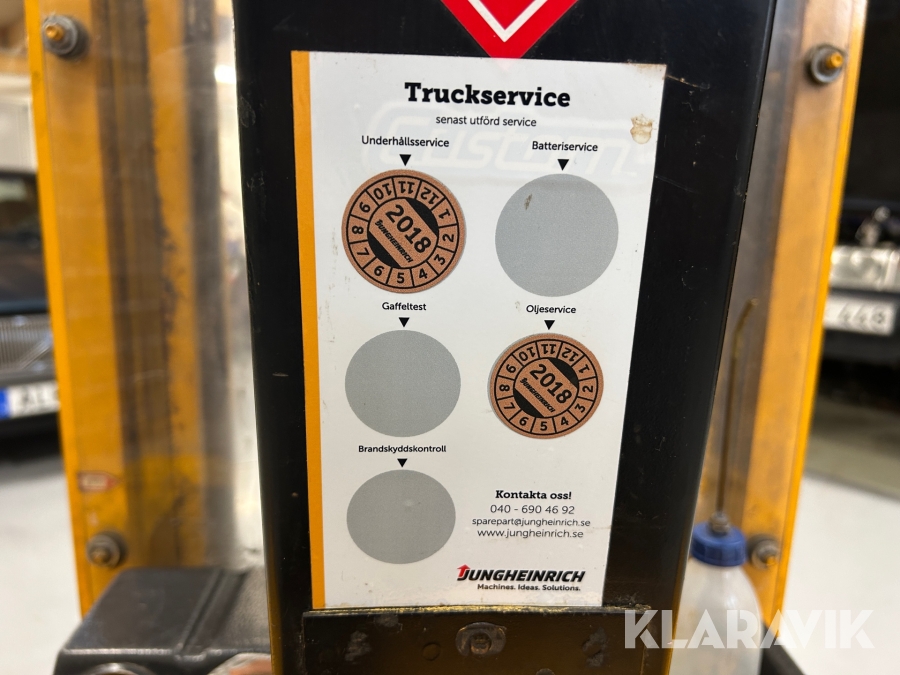 Truckservice
senast utförd service
Underhållsservice
Batteriservice
1 2 3 4 5 6 7 8 9 10 11 12
2018
JUNGHEINRICH
Gaffeltest
Oljeservice
1 2 3 4 5 6 7 8 9 10 11 12
2018
JUNGHEINRICH
Brandskyddskontroll
Kontakta oss!
040 - 690 46 92
sparepart@jungheinrich.se
www.jungheinrich.se
JUNGHEINRICH
Machines. Ideas. Solutions.
KLARAVIK